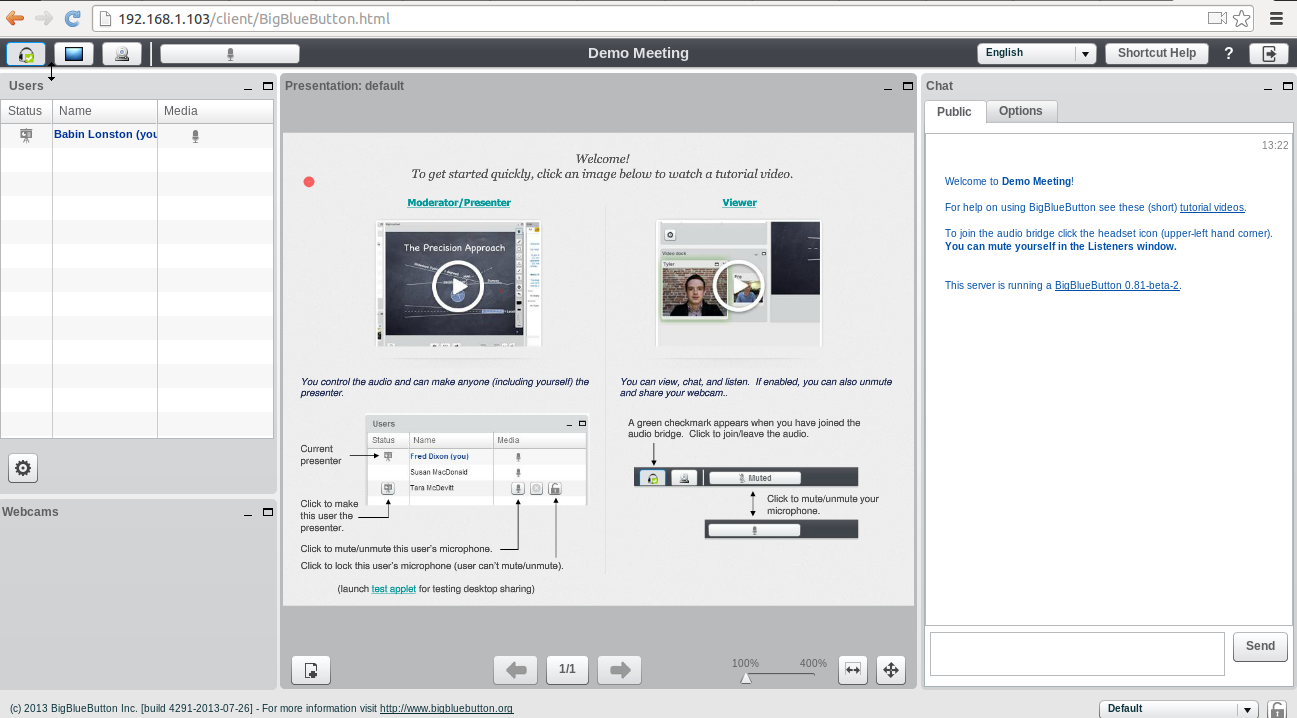 192.168.1.103/client/BigBlueButton.html
Demo Meeting
English
Shortcut Help
?
Users
Status Name Media
Babin Lonston (you
Webcams
Presentation: default
Welcome!
To get started quickly, click an image below to watch a tutorial video.
Moderator/Presenter
The Precision Approach
You control the audio and can make anyone (including yourself) the
presenter.
Users
Status Name Media
Current
presenter
Fred Dixon (you)
Susan MacDonald
Tara McDevitt
Click to make
this user the
presenter.
Click to mute/unmute this user's microphone.
Click to lock this user's microphone (user can't mute/unmute).
(launch test applet for testing desktop sharing)
Viewer
Video dock
Tyler
You can view, chat, and listen.  If enabled, you can also unmute
and share your webcam..
A green checkmark appears when you have joined the
audio bridge.  Click to join/leave the audio.
Muted
Click to mute/unmute your
microphone.
1/1
100% 400%
Chat
Public Options
13:22
Welcome to Demo Meeting!
For help on using BigBlueButton see these (short) tutorial videos.
To join the audio bridge click the headset icon (upper-left hand corner).
You can mute yourself in the Listeners window.
This server is running a BigBlueButton 0.81-beta-2.
Send
(c) 2013 BigBlueButton Inc. [build 4291-2013-07-26] - For more information visit http://www.bigbluebutton.org
Default